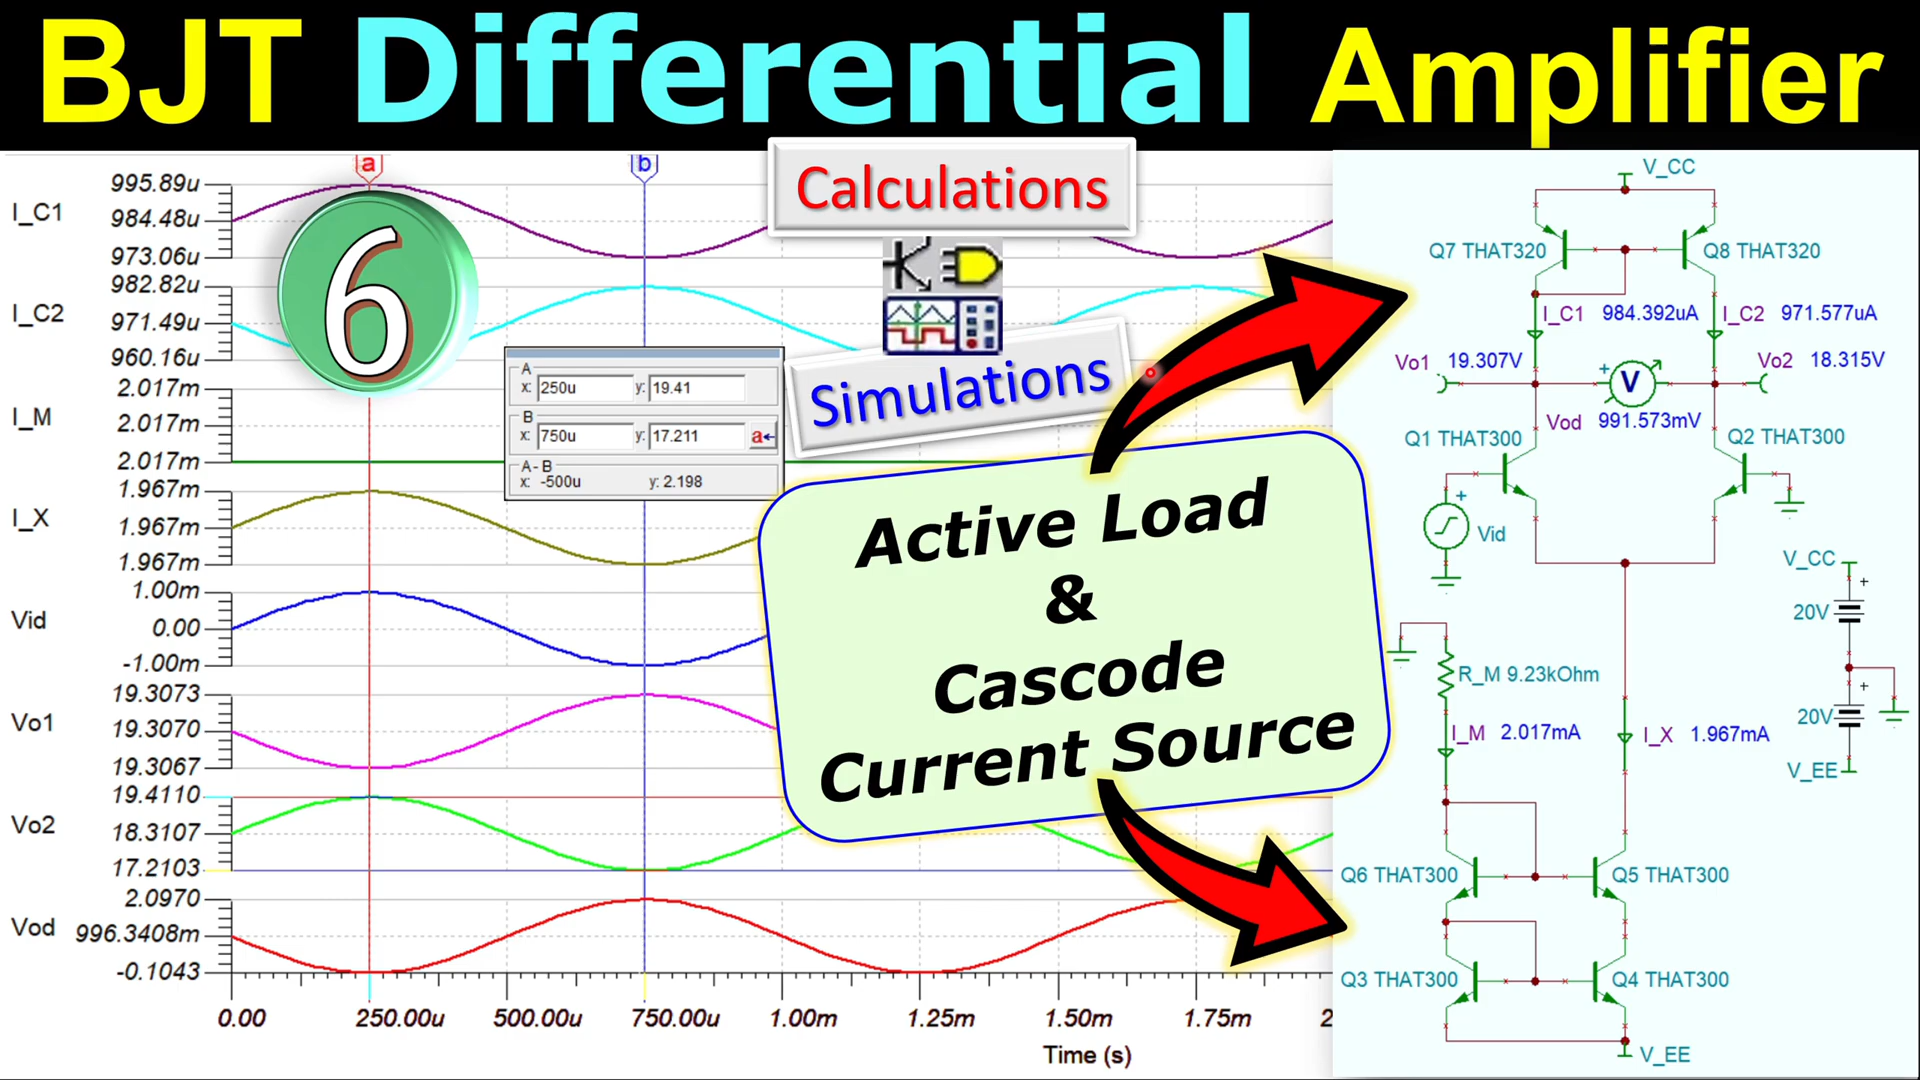 BJT Differential Amplifier
a
b
Calculations
6
Simulations
I_C1
995.89u
984.48u
973.06u
I_C2
982.82u
971.49u
960.16u
I_M
2.017m
2.017m
2.017m
I_X
1.967m
1.967m
1.967m
Vid
1.00m
0.00
-1.00m
Vo1
19.3073
19.3070
19.3067
Vo2
19.4110
18.3107
17.2103
Vod
2.0970
996.3408m
-0.1043
0.00 250.00u 500.00u 750.00u 1.00m 1.25m 1.50m 1.75m 2
Time (s)
A
x: 250u y: 19.41
B
x: 750u y: 17.211 a←
A - B
x: -500u y: 2.198
Active Load
&
Cascode
Current Source
V_CC
Q7 THAT320 Q8 THAT320
I_C1 984.392uA I_C2 971.577uA
Vo1 19.307V + V Vo2 18.315V
Vod 991.573mV
Q1 THAT300 Q2 THAT300
+
Vid
V_CC
+
20V
+
20V
V_EE
R_M 9.23kOhm
I_M 2.017mA I_X 1.967mA
Q6 THAT300 Q5 THAT300
Q3 THAT300 Q4 THAT300
V_EE